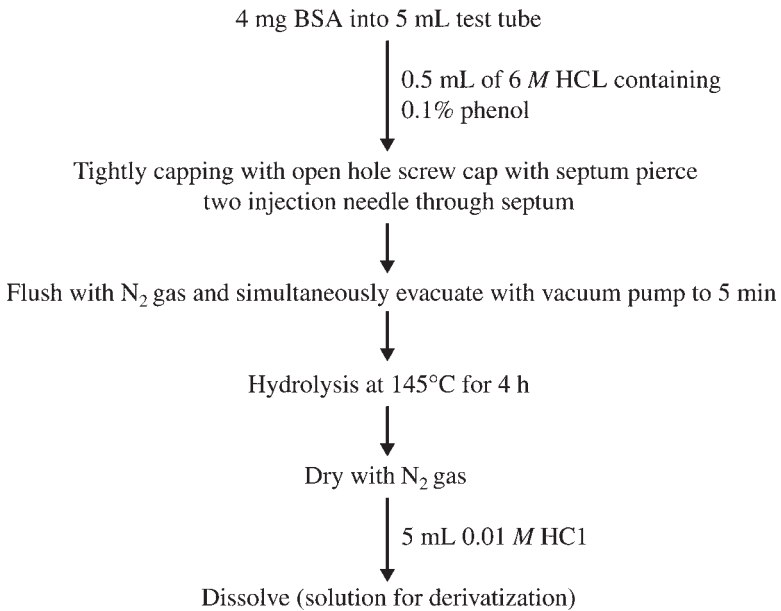 4 mg BSA into 5 mL test tube
0.5 mL of 6 M HCL containing
0.1% phenol
Tightly capping with open hole screw cap with septum pierce
two injection needle through septum
Flush with N₂ gas and simultaneously evacuate with vacuum pump to 5 min
Hydrolysis at 145°C for 4 h
Dry with N₂ gas
5 mL 0.01 M HC1
Dissolve (solution for derivatization)